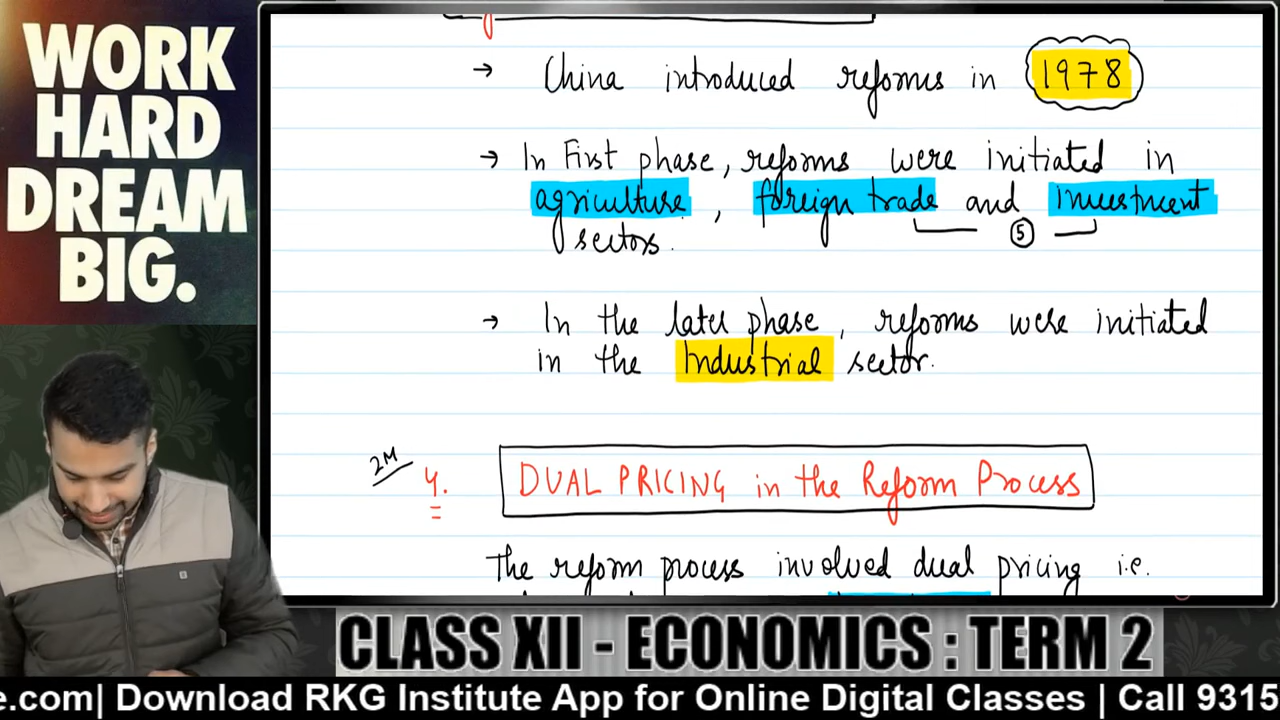 WORK
HARD
DREAM
BIG.
→ China introduced reforms in 1978
→ In First phase, reforms were initiated in
agriculture, foreign trade and investment
5
sectors.
→ In the later phase, reforms were initiated
in the Industrial sector.
2M
4. DUAL PRICING in the Reform Process
The reform process involved dual pricing i.e.
CLASS XII - ECONOMICS : TERM 2
e.com| Download RKG Institute App for Online Digital Classes | Call 9315